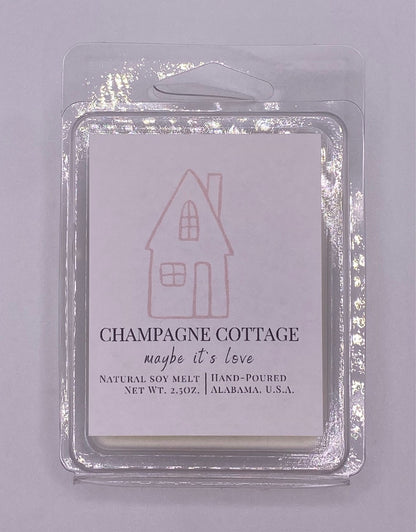 CHAMPAGNE COTTAGE
maybe it's love
NATURAL SOY MELT | HAND-POURED
NET WT. 2.5OZ. | ALABAMA, U.S.A.